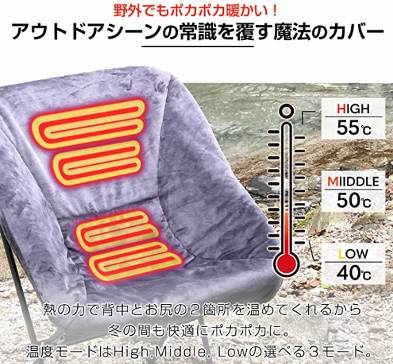 野外でもポカポカ暖かい！
アウトドアシーンの常識を覆す魔法のカバー
HIGH
55℃
MIIDDLE
50℃
LOW
40℃
熱の力で背中とお尻の２箇所を温めてくれるから
冬の間も快適にポカポカに。
温度モードはHigh Middle, Lowの選べる３モード。